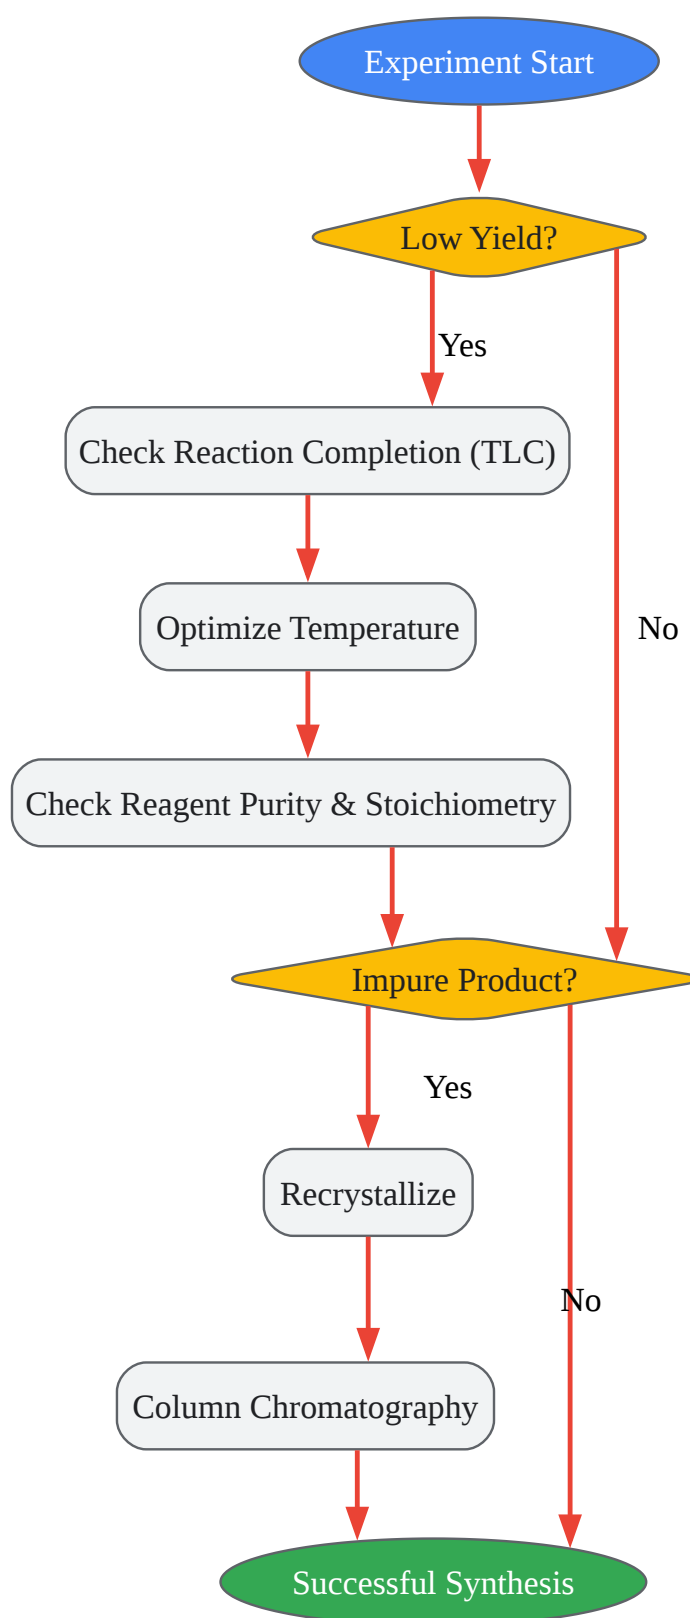 Experiment Start
Low Yield?
Yes
Check Reaction Completion (TLC)
Optimize Temperature
No
Check Reagent Purity & Stoichiometry
Impure Product?
Yes
Recrystallize
No
Column Chromatography
Successful Synthesis